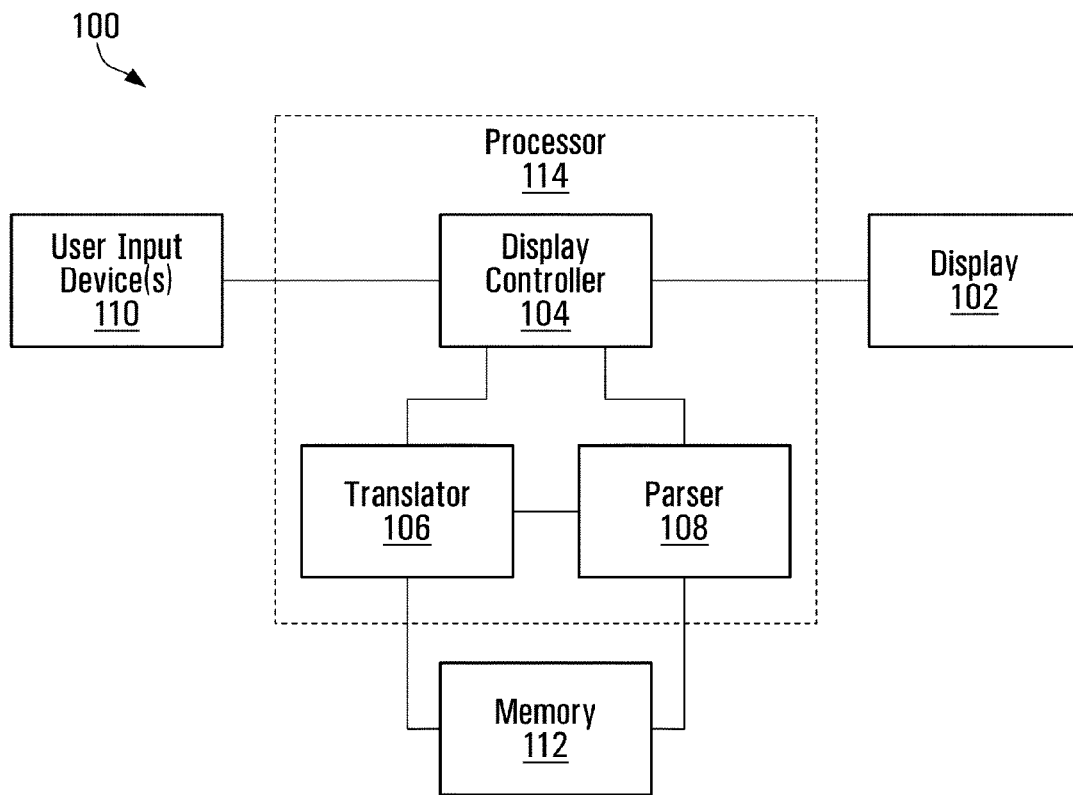 100
Processor
114
User Input
Device(s)
110
Display
Controller
104
Display
102
Translator
106
Parser
108
Memory
112